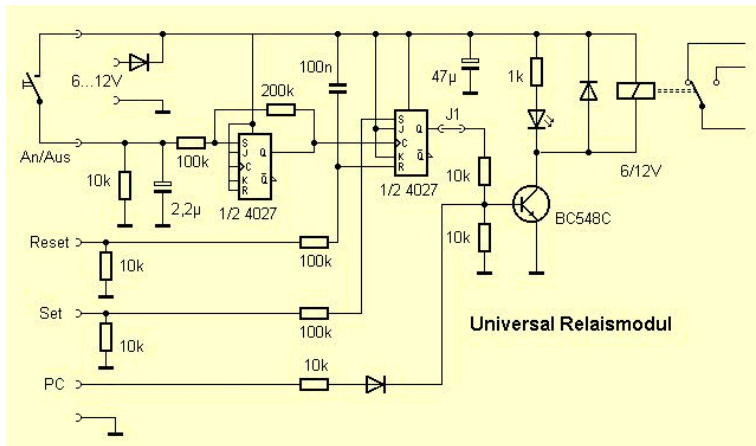 6...12V
100n
47µ
1k
200k
J1
S
J
C
K
R
Q
Q̅
S
J
C
K
R
Q
Q̅
An/Aus
100k
10k
2,2µ
1/2 4027
1/2 4027
10k
10k
6/12V
BC548C
Reset
10k
100k
Set
10k
100k
Universal Relaismodul
PC
10k